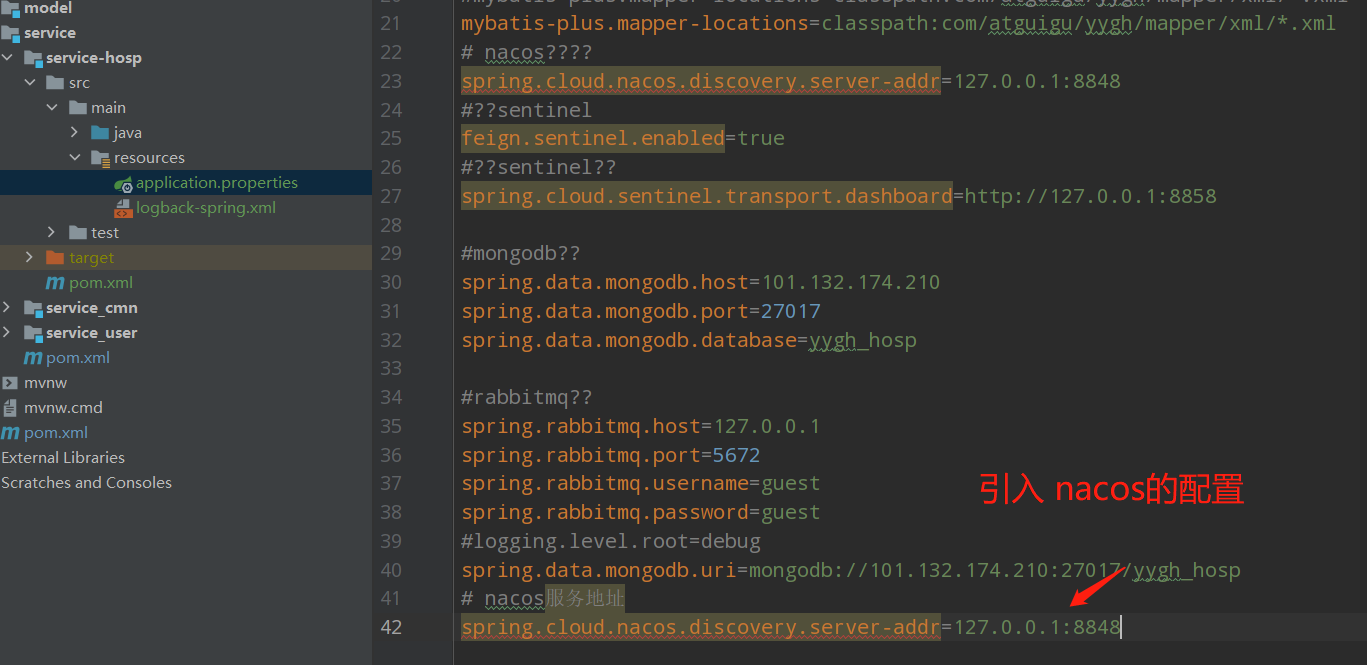 model
service
service-hosp
src
main
java
resources
application.properties
logback-spring.xml
test
target
pom.xml
service_cmn
service_user
pom.xml
mvnw
mvnw.cmd
pom.xml
External Libraries
Scratches and Consoles
21 mybatis-plus.mapper-locations=classpath:com/atguigu/yygh/mapper/xml/*.xml
22 # nacos????
23 spring.cloud.nacos.discovery.server-addr=127.0.0.1:8848
24 #??sentinel
25 feign.sentinel.enabled=true
26 #??sentinel??
27 spring.cloud.sentinel.transport.dashboard=http://127.0.0.1:8858
28
29 #mongodb??
30 spring.data.mongodb.host=101.132.174.210
31 spring.data.mongodb.port=27017
32 spring.data.mongodb.database=yygh_hosp
33
34 #rabbitmq??
35 spring.rabbitmq.host=127.0.0.1
36 spring.rabbitmq.port=5672
37 spring.rabbitmq.username=guest
38 spring.rabbitmq.password=guest
引入 nacos的配置
39 #logging.level.root=debug
40 spring.data.mongodb.uri=mongodb://101.132.174.210:27017/yygh_hosp
41 # nacos服务地址
42 spring.cloud.nacos.discovery.server-addr=127.0.0.1:8848